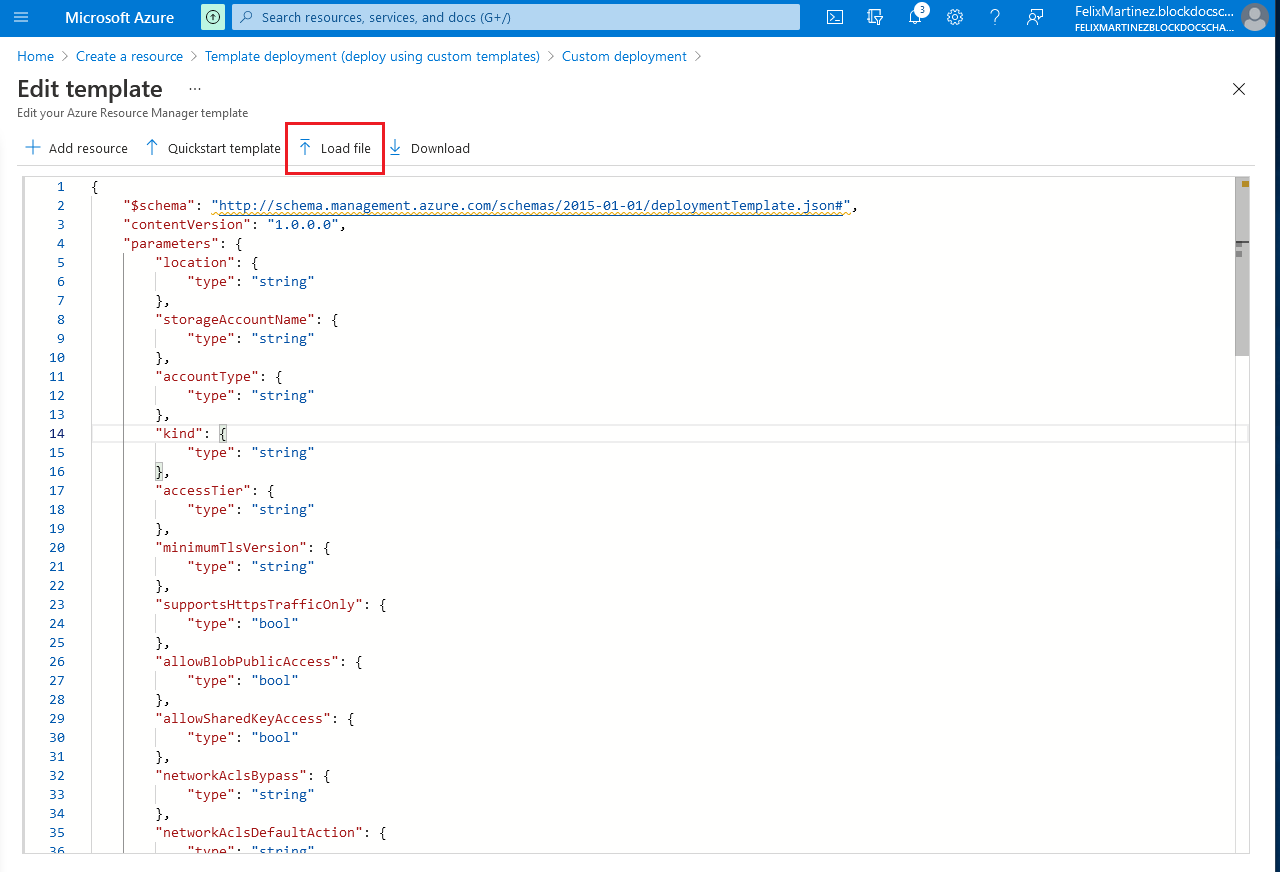 Microsoft Azure
Search resources, services, and docs (G+/)
3
FelixMartinez.blockdocsc...
FELIXMARTINEZBLOCKDOCSCHA...
Home > Create a resource > Template deployment (deploy using custom templates) > Custom deployment >
Edit template ...
Edit your Azure Resource Manager template
Add resource Quickstart template Load file Download
1 {
2 "$schema": "http://schema.management.azure.com/schemas/2015-01-01/deploymentTemplate.json#",
3 "contentVersion": "1.0.0.0",
4 "parameters": {
5 "location": {
6 "type": "string"
7 },
8 "storageAccountName": {
9 "type": "string"
10 },
11 "accountType": {
12 "type": "string"
13 },
14 "kind": {
15 "type": "string"
16 },
17 "accessTier": {
18 "type": "string"
19 },
20 "minimumTlsVersion": {
21 "type": "string"
22 },
23 "supportsHttpsTrafficOnly": {
24 "type": "bool"
25 },
26 "allowBlobPublicAccess": {
27 "type": "bool"
28 },
29 "allowSharedKeyAccess": {
30 "type": "bool"
31 },
32 "networkAclsBypass": {
33 "type": "string"
34 },
35 "networkAclsDefaultAction": {
36 "type": "string"